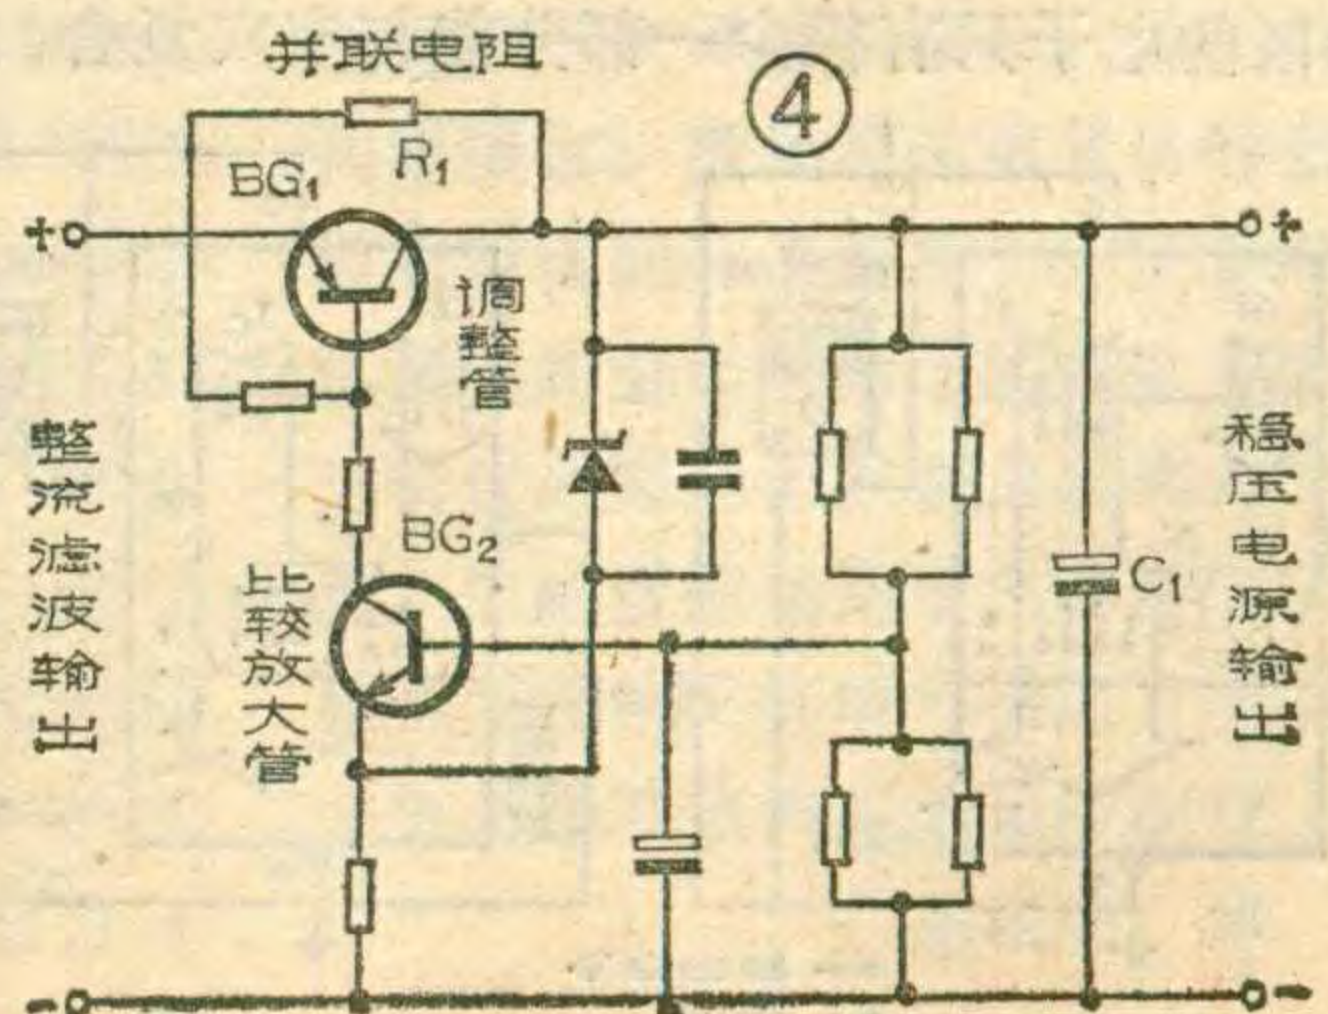 并联电阻
④
R₁
BG₁
+
+
调整管
整流滤波输出
稳压电源输出
BG₂
比较放大管
C₁
-
-